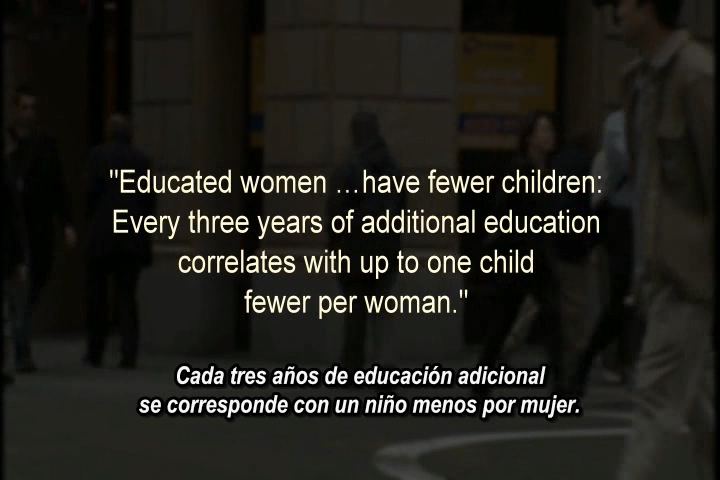 "Educated women …have fewer children:
Every three years of additional education
correlates with up to one child
fewer per woman."
Cada tres años de educación adicional
se corresponde con un niño menos por mujer.